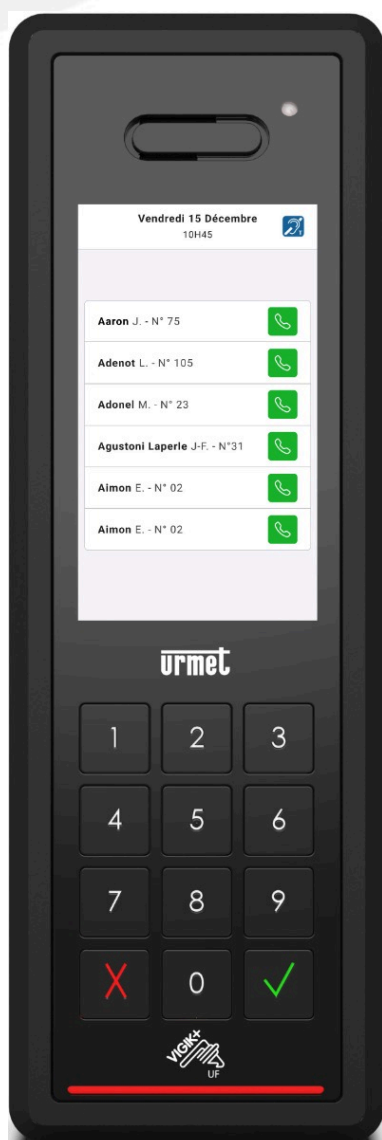 Vendredi 15 Décembre
10H45
Aaron J. - N° 75
Adenot L. - N° 105
Adonel M. - N° 23
Agustoni Laperle J-F. - N°31
Aimon E. - N° 02
Aimon E. - N° 02
urmet
1 2 3
4 5 6
7 8 9
X 0 ✓
VIGIK+
UF